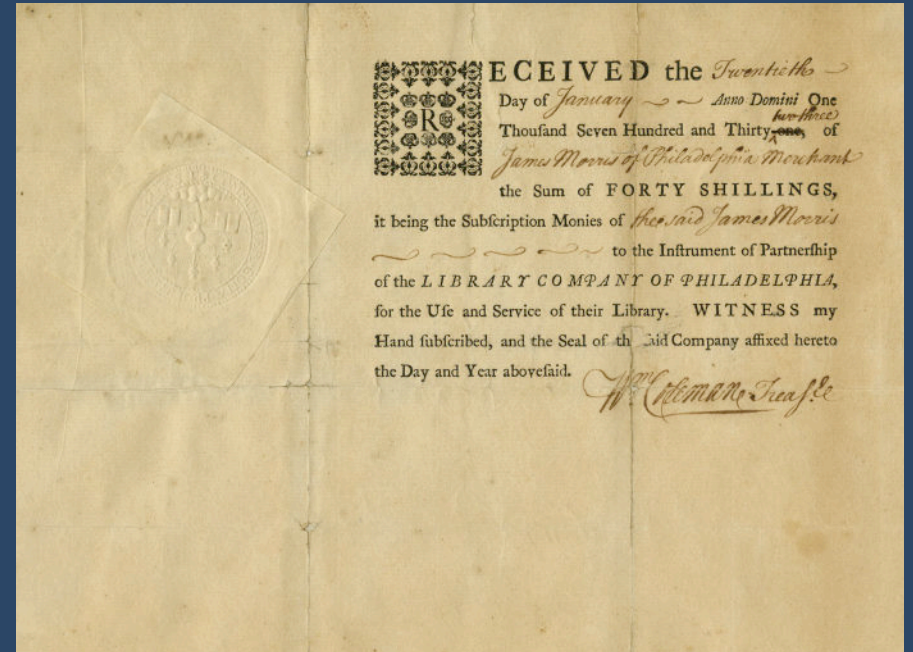 RECEIVED the Twentieth
Day of January Anno Domini One
two three
Thouſand Seven Hundred and Thirty-one, of
James Morris of Philadelphia Merchant
the Sum of FORTY SHILLINGS,
it being the Subſcription Monies of the said James Morris
to the Inſtrument of Partnerſhip
of the LIBRARY COMPANY OF PHILADELPHIA,
for the Uſe and Service of their Library. WITNESS my
Hand ſubſcribed, and the Seal of th ſaid Company affixed hereto
the Day and Year aboveſaid.
Wm Coleman Treaſ.e